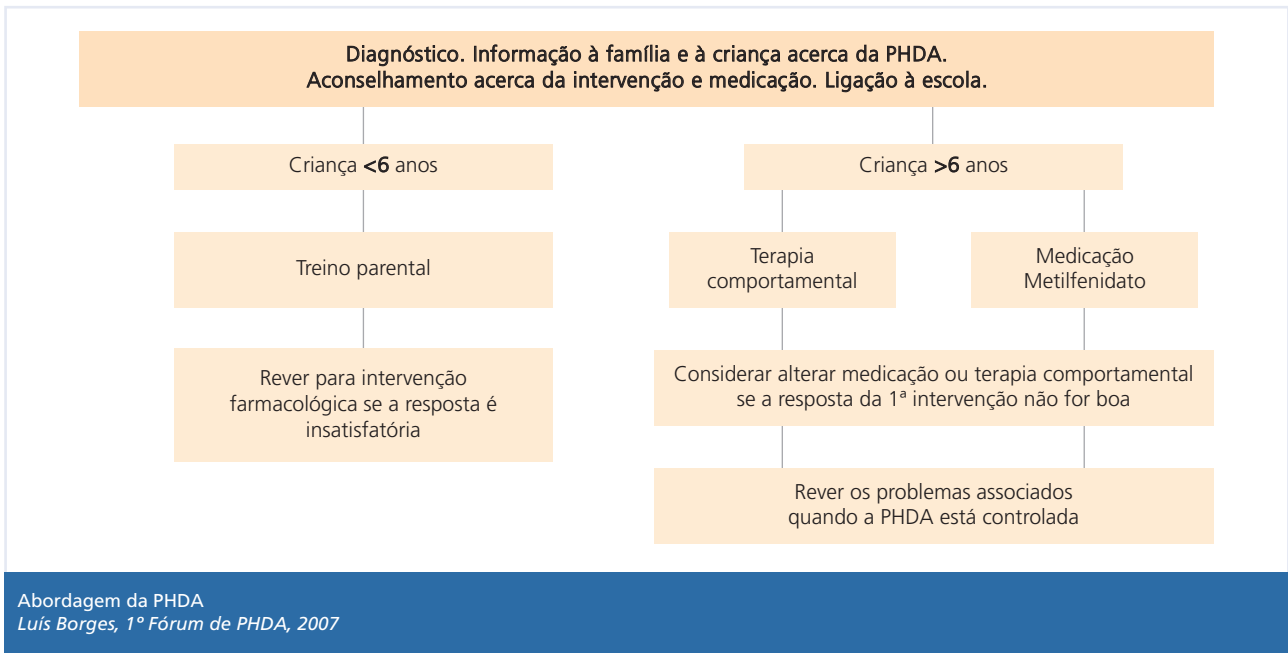 Diagnóstico. Informação à família e à criança acerca da PHDA.
Aconselhamento acerca da intervenção e medicação. Ligação à escola.
Criança <6 anos
Treino parental
Rever para intervenção
farmacológica se a resposta é
insatisfatória
Criança >6 anos
Terapia
comportamental
Medicação
Metilfenidato
Considerar alterar medicação ou terapia comportamental
se a resposta da 1ª intervenção não for boa
Rever os problemas associados
quando a PHDA está controlada
Abordagem da PHDA
Luís Borges, 1º Fórum de PHDA, 2007